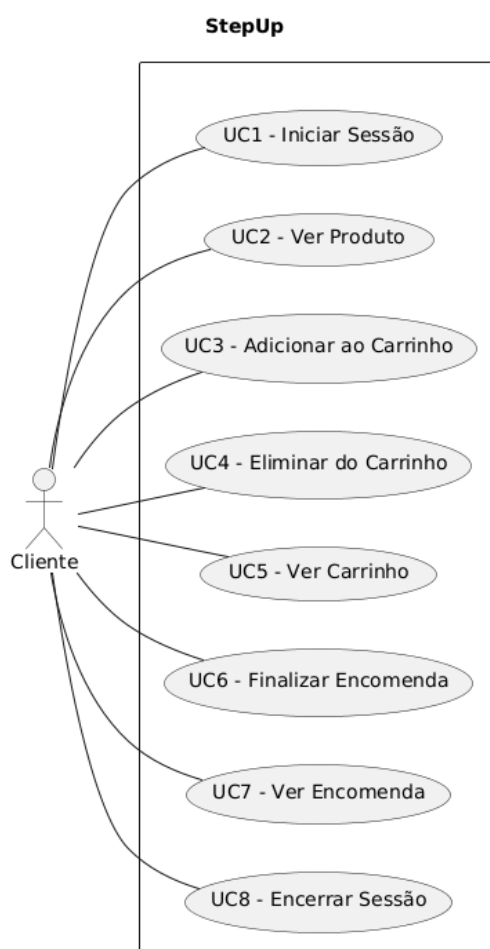 StepUp
UC1 - Iniciar Sessão
UC2 - Ver Produto
UC3 - Adicionar ao Carrinho
UC4 - Eliminar do Carrinho
Cliente
UC5 - Ver Carrinho
UC6 - Finalizar Encomenda
UC7 - Ver Encomenda
UC8 - Encerrar Sessão